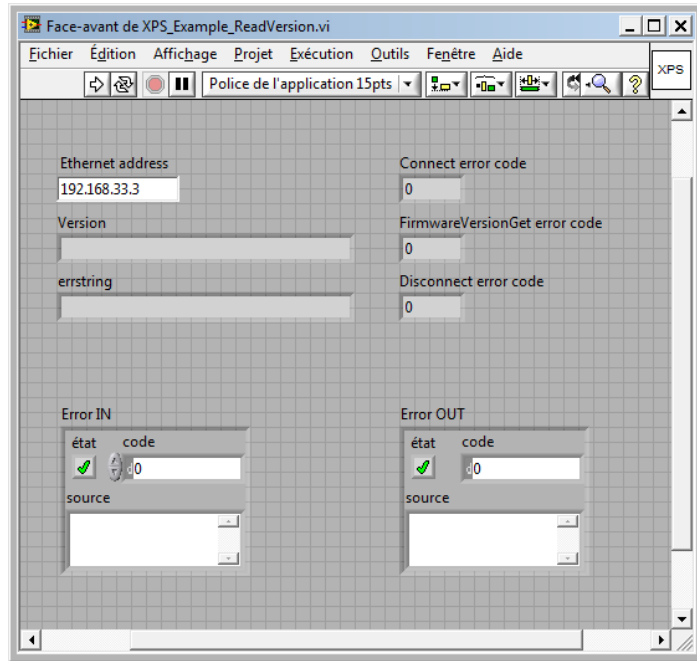 Face-avant de XPS_Example_ReadVersion.vi
Fichier Édition Affichage Projet Exécution Outils Fenêtre Aide
XPS
Police de l'application 15pts
Ethernet address
192.168.33.3
Connect error code
0
Version
FirmwareVersionGet error code
0
errstring
Disconnect error code
0
Error IN
Error OUT
état code
état code
d 0
d 0
source
source